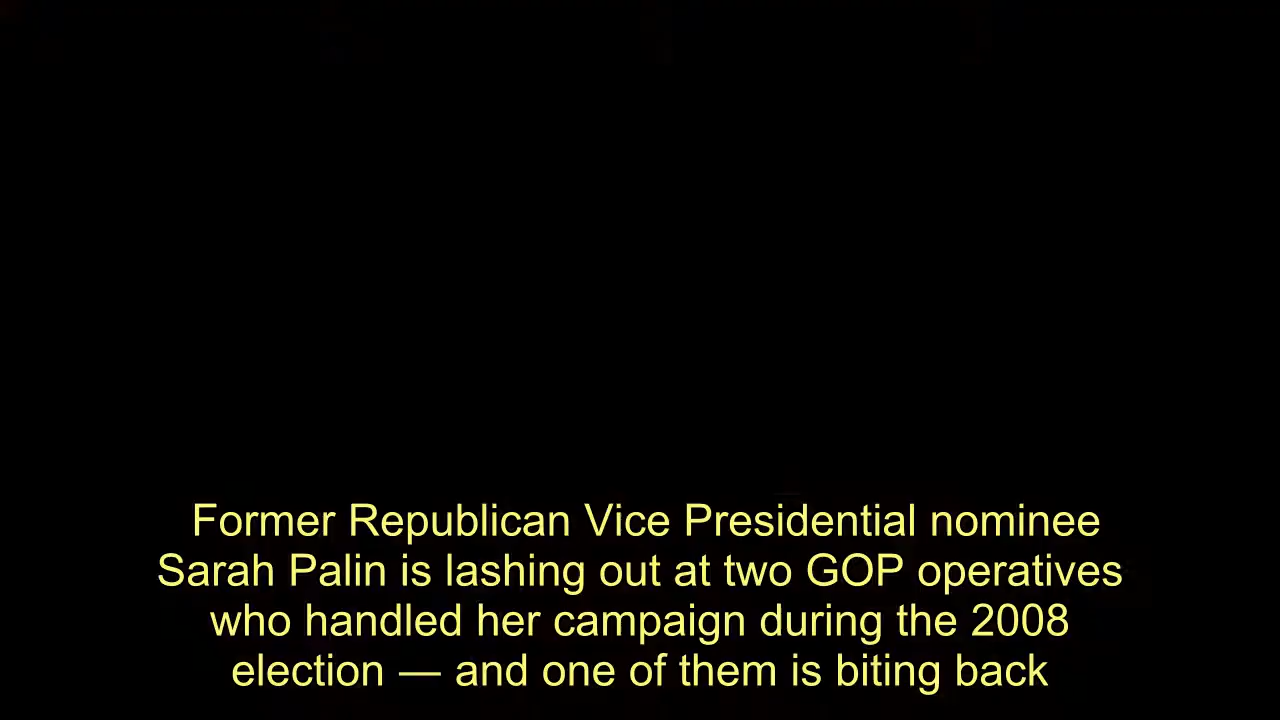 Former Republican Vice Presidential nominee
Sarah Palin is lashing out at two GOP operatives
who handled her campaign during the 2008
election — and one of them is biting back